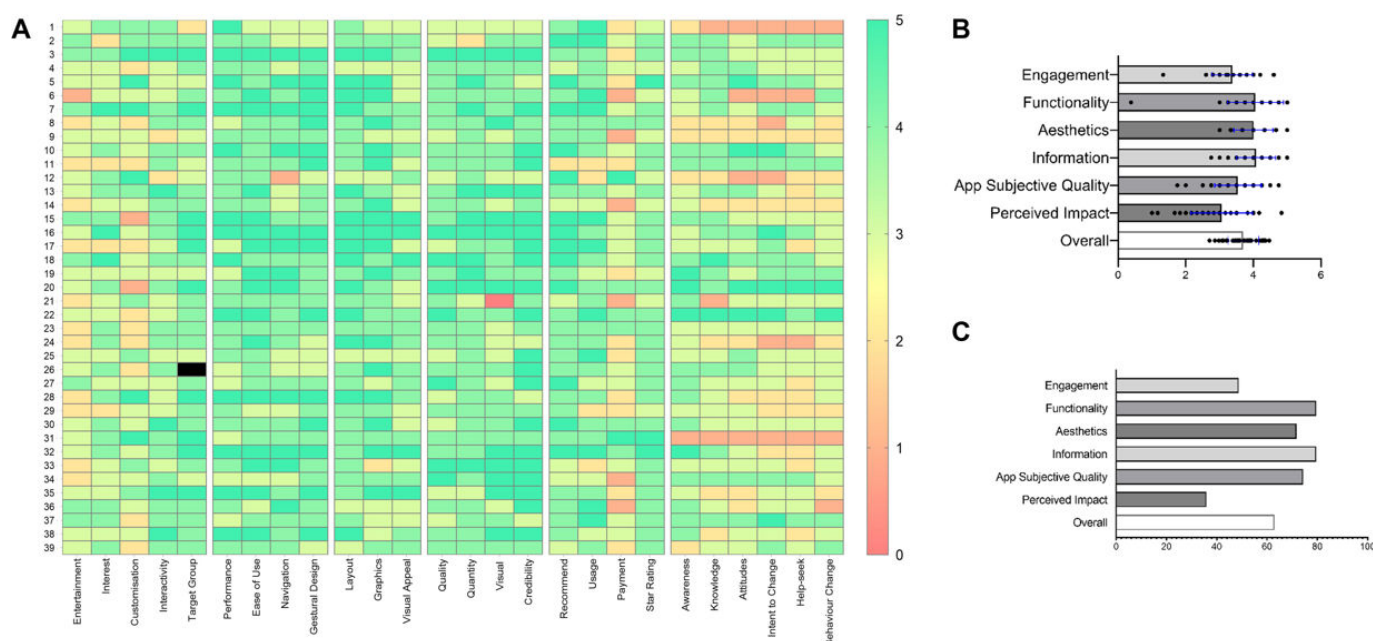 A
1
2
3
4
5
6
7
8
9
10
11
12
13
14
15
16
17
18
19
20
21
22
23
24
25
26
27
28
29
30
31
32
33
34
35
36
37
38
39
Entertainment
Interest
Customisation
Interactivity
Target Group
Performance
Ease of Use
Navigation
Gestural Design
Layout
Graphics
Visual Appeal
Quality
Quantity
Visual
Credibility
Recommend
Usage
Payment
Star Rating
Awareness
Knowledge
Attitudes
Intent to Change
Help-seek
Behaviour Change
5
4
3
2
1
0
B
Engagement
Functionality
Aesthetics
Information
App Subjective Quality
Perceived Impact
Overall
0 2 4 6
C
Engagement
Functionality
Aesthetics
Information
App Subjective Quality
Perceived Impact
Overall
0 20 40 60 80 100